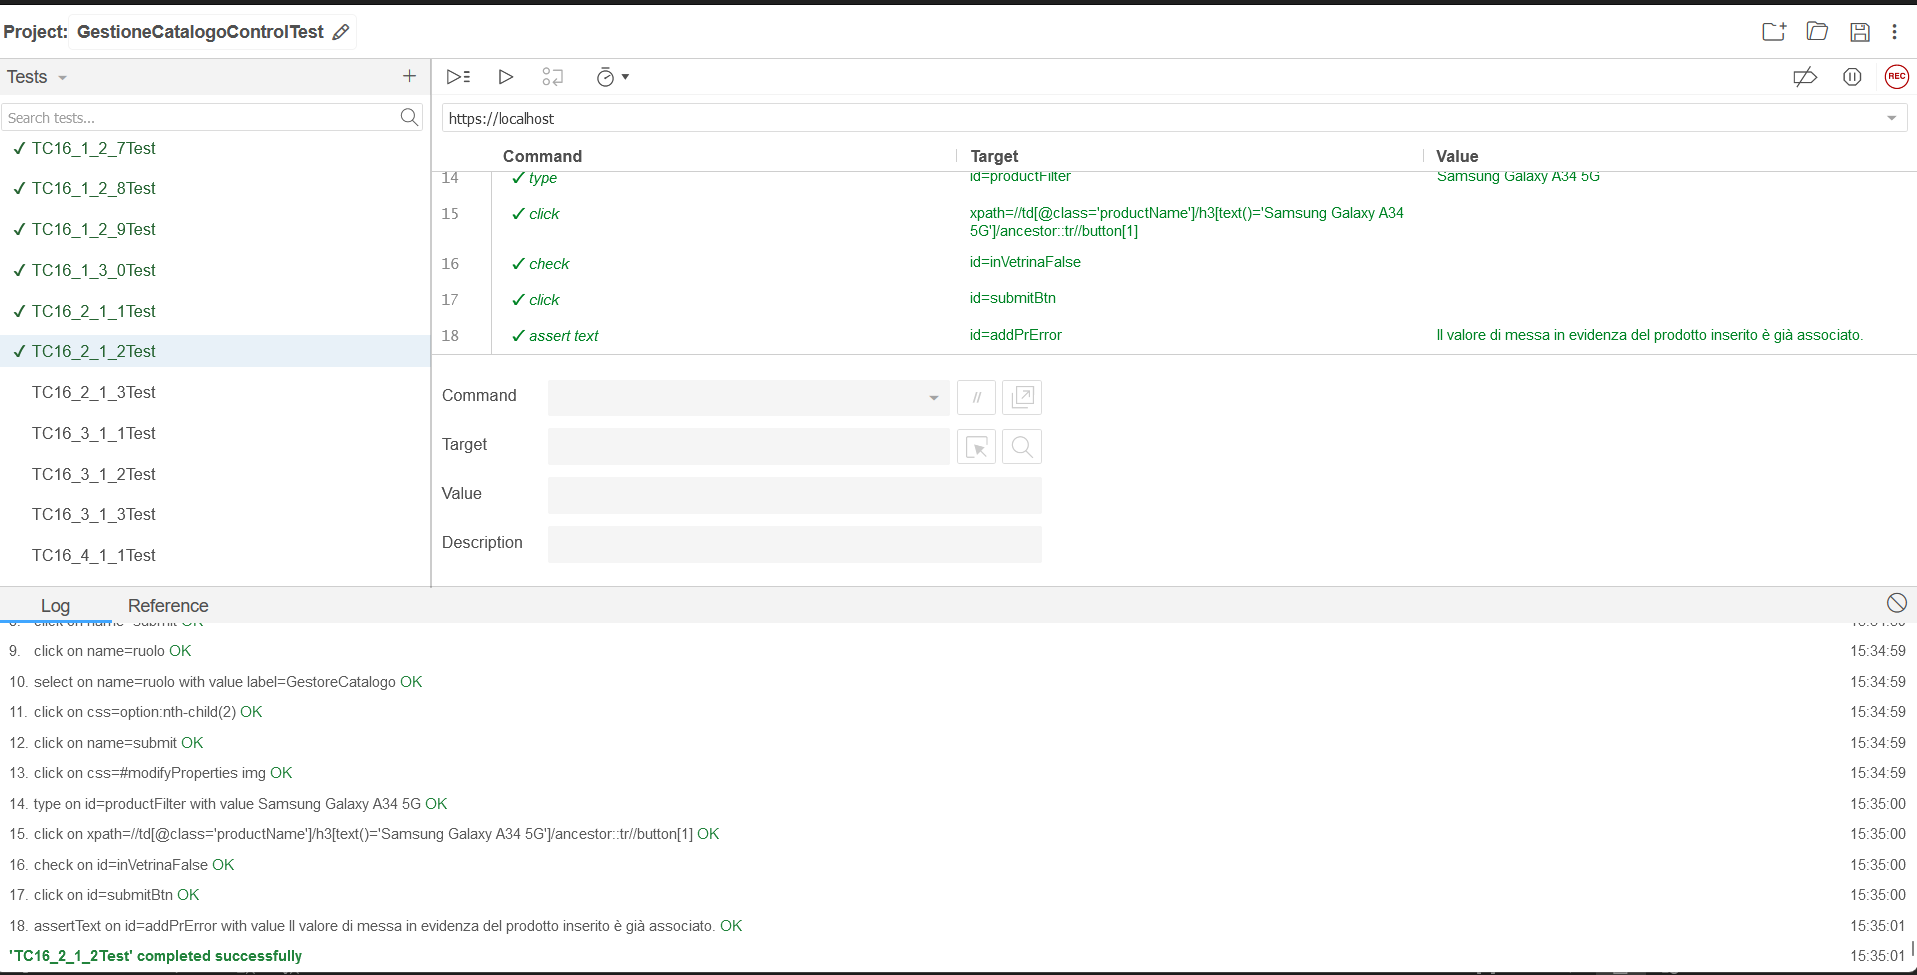 Project: GestioneCatalogoControlTest
Tests
REC
Search tests...
https://localhost
Command Target Value
TC16_1_2_7Test
TC16_1_2_8Test
TC16_1_2_9Test
TC16_1_3_0Test
TC16_2_1_1Test
TC16_2_1_2Test
TC16_2_1_3Test
TC16_3_1_1Test
TC16_3_1_2Test
TC16_3_1_3Test
TC16_4_1_1Test
14 type id=productFilter Samsung Galaxy A34 5G
15 click xpath=//td[@class='productName']/h3[text()='Samsung Galaxy A34
5G']/ancestor::tr//button[1]
16 check id=inVetrinaFalse
17 click id=submitBtn
18 assert text id=addPrError Il valore di messa in evidenza del prodotto inserito è già associato.
Command
//
Target
Value
Description
Log Reference
8. click on name=submit OK
9. click on name=ruolo OK 15:34:59
10. select on name=ruolo with value label=GestoreCatalogo OK 15:34:59
11. click on css=option:nth-child(2) OK 15:34:59
12. click on name=submit OK 15:34:59
13. click on css=#modifyProperties img OK 15:34:59
14. type on id=productFilter with value Samsung Galaxy A34 5G OK 15:35:00
15. click on xpath=//td[@class='productName']/h3[text()='Samsung Galaxy A34 5G']/ancestor::tr//button[1] OK 15:35:00
16. check on id=inVetrinaFalse OK 15:35:00
17. click on id=submitBtn OK 15:35:00
18. assertText on id=addPrError with value Il valore di messa in evidenza del prodotto inserito è già associato. OK 15:35:01
'TC16_2_1_2Test' completed successfully 15:35:01